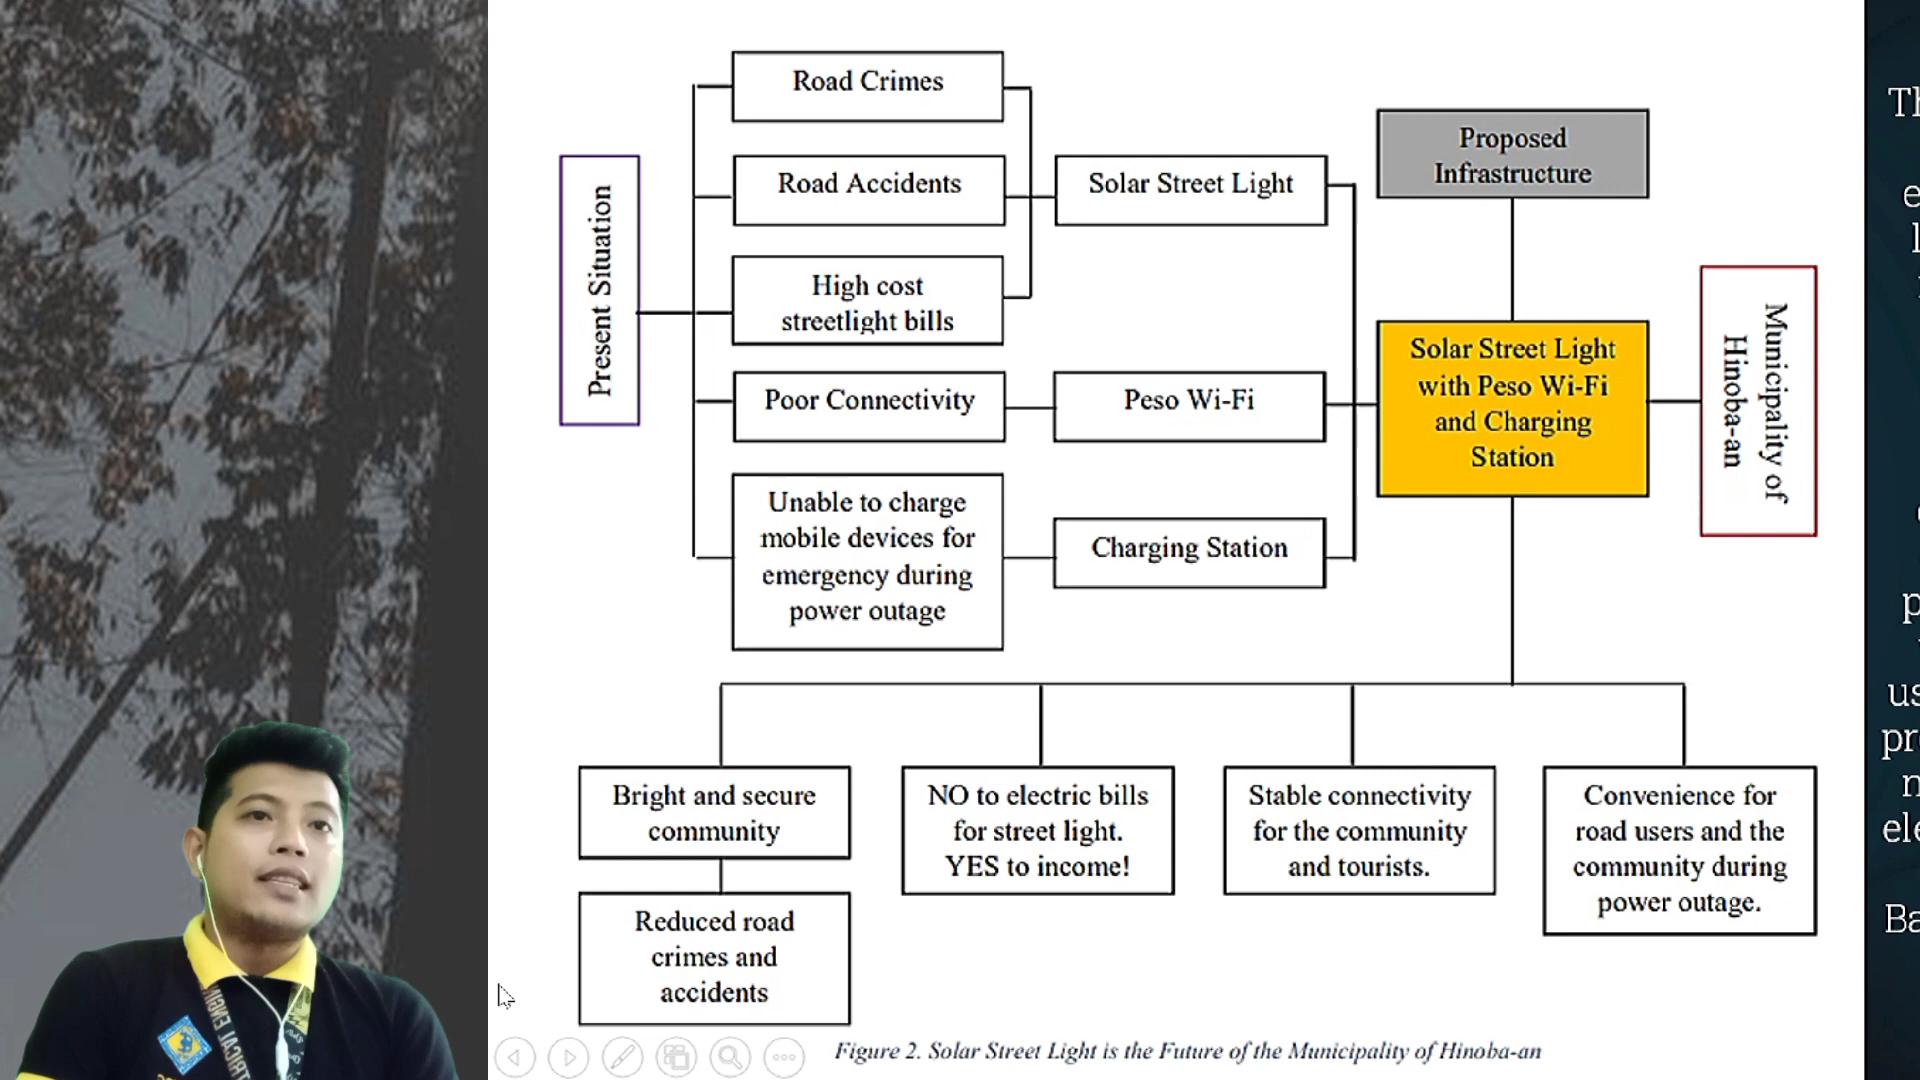 Road Crimes
Road Accidents
High cost
streetlight bills
Poor Connectivity
Unable to charge
mobile devices for
emergency during
power outage
Present Situation
Solar Street Light
Peso Wi-Fi
Charging Station
Proposed
Infrastructure
Solar Street Light
with Peso Wi-Fi
and Charging
Station
Municipality of
Hinoba-an
Bright and secure
community
Reduced road
crimes and
accidents
NO to electric bills
for street light.
YES to income!
Stable connectivity
for the community
and tourists.
Convenience for
road users and the
community during
power outage.
Figure 2. Solar Street Light is the Future of the Municipality of Hinoba-an